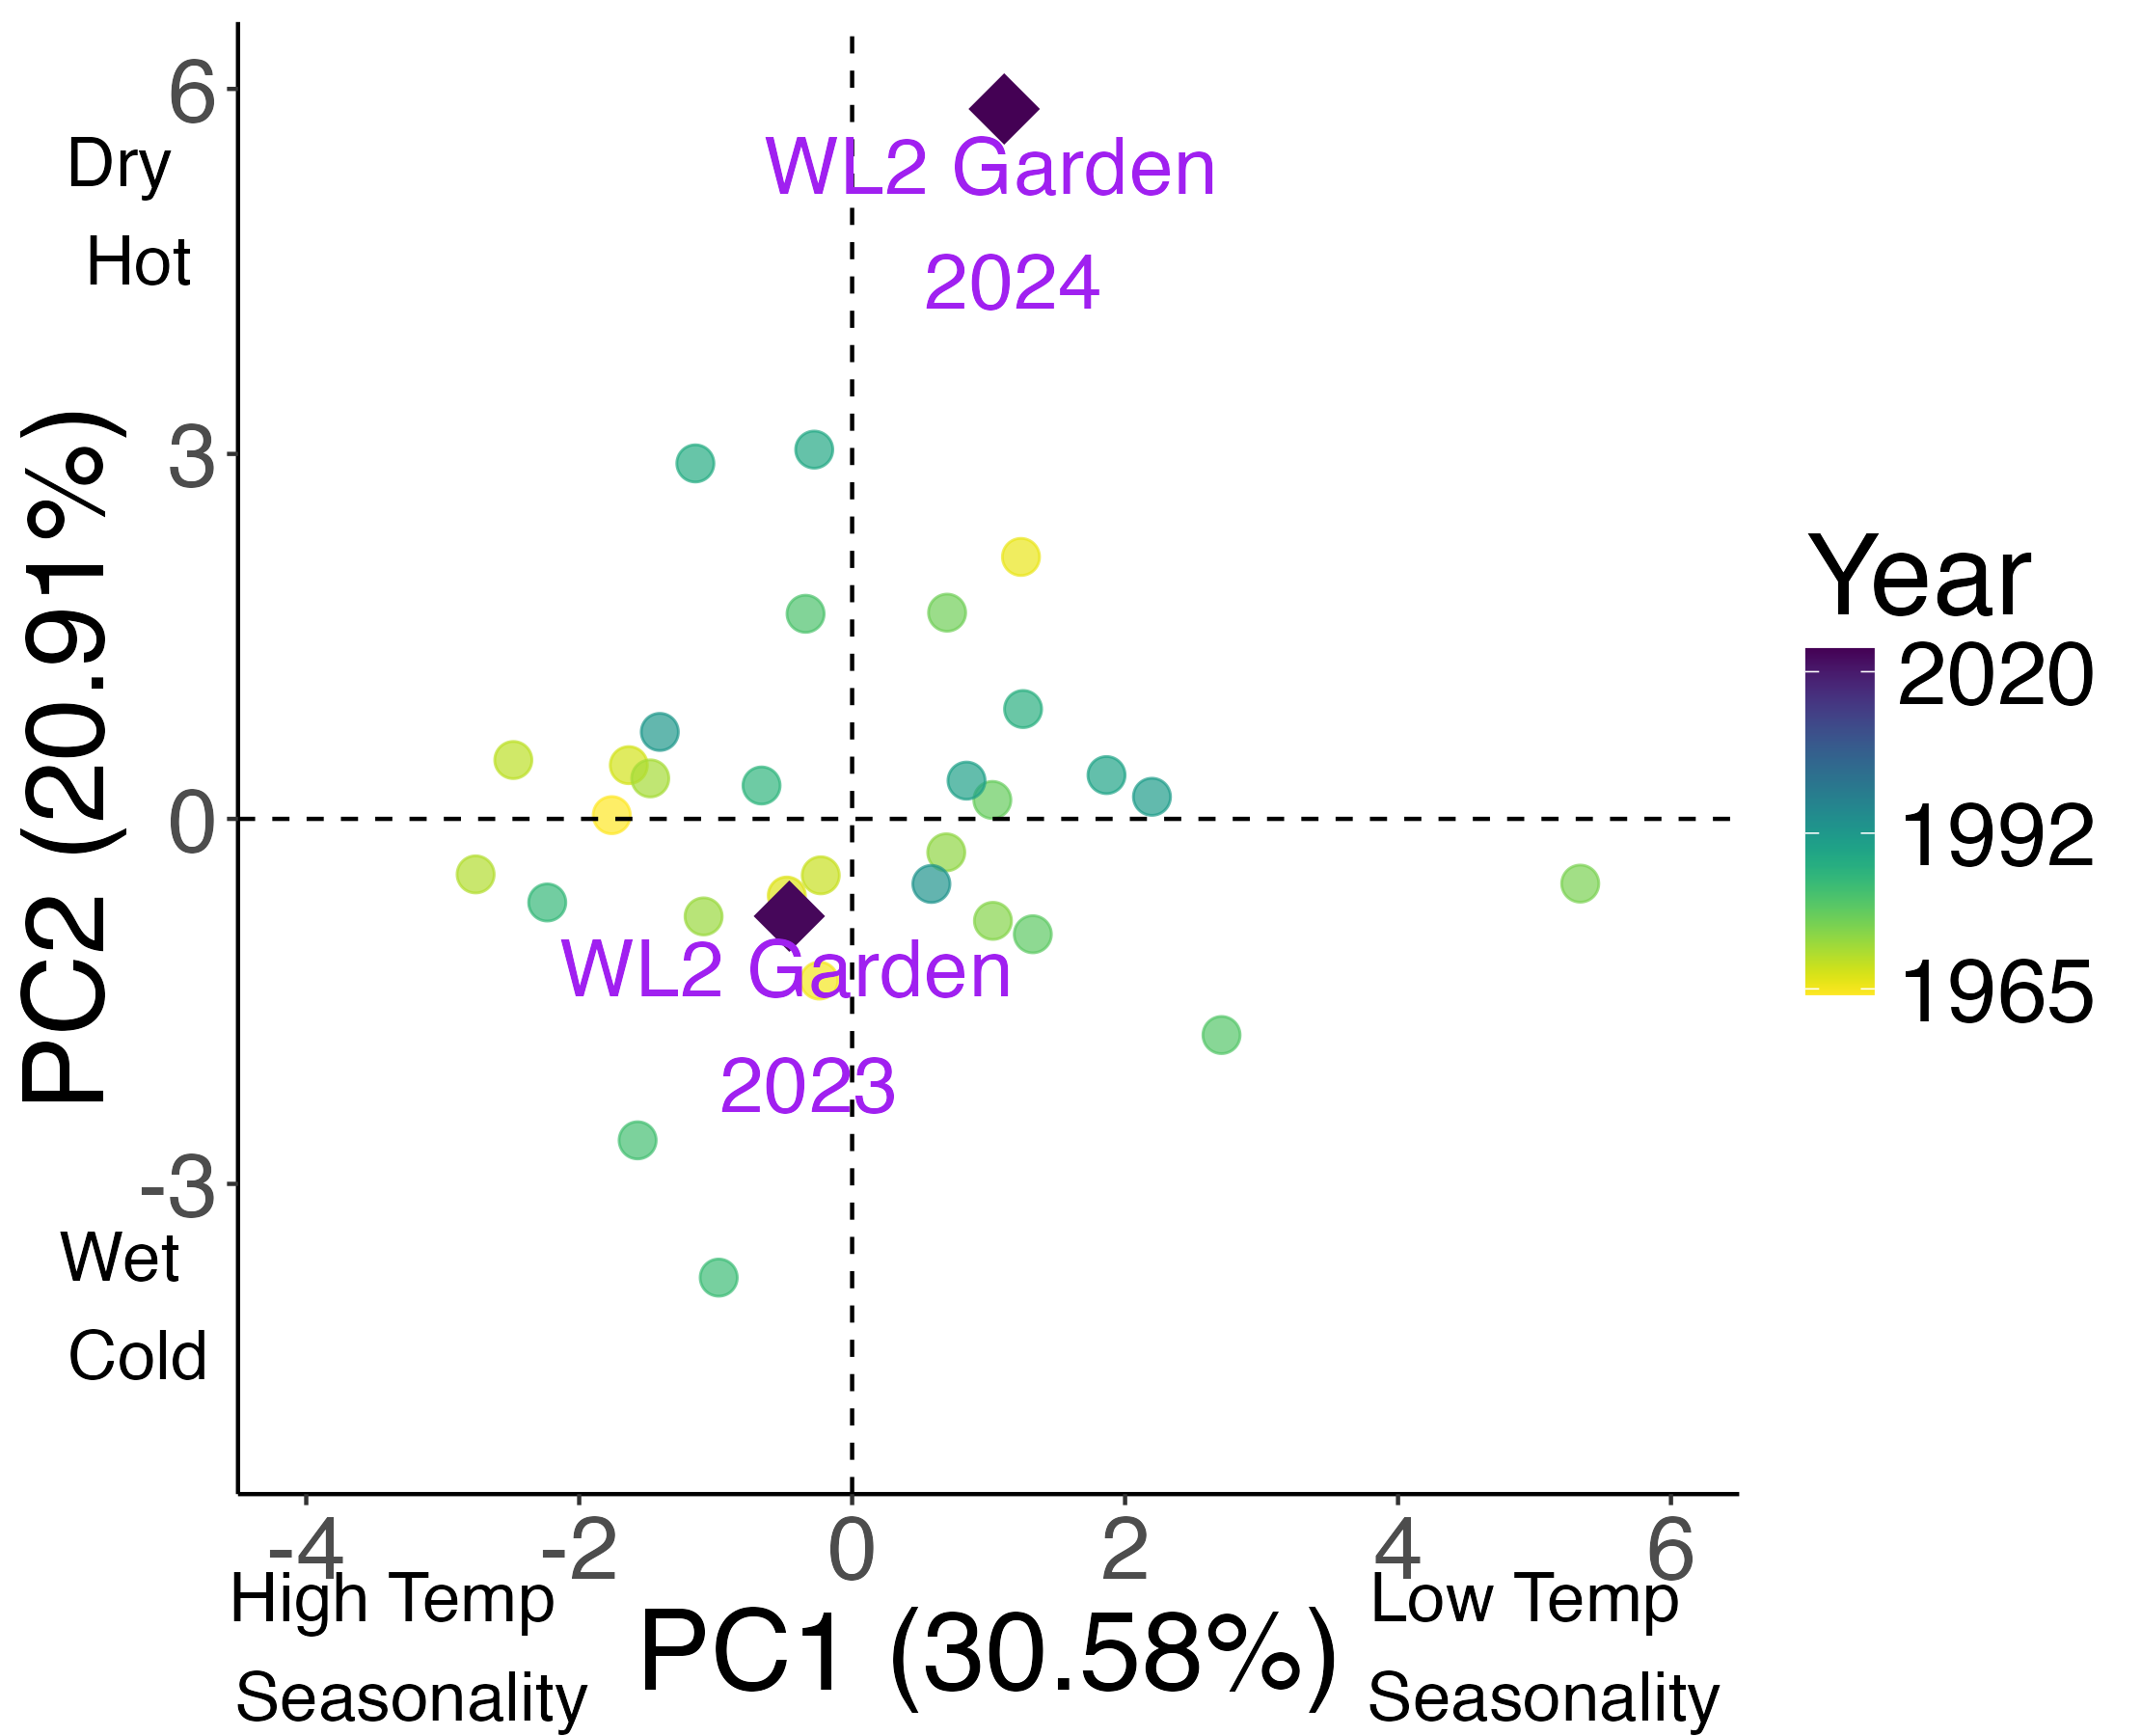 6
Dry
WL2 Garden
Hot
2024
3
Year
2020
0
1992
PC2 (20.91%)
WL2 Garden
1965
2023
-3
Wet
Cold
-4 -2 0 2 4 6
High Temp
Low Temp
PC1 (30.58%)
Seasonality
Seasonality